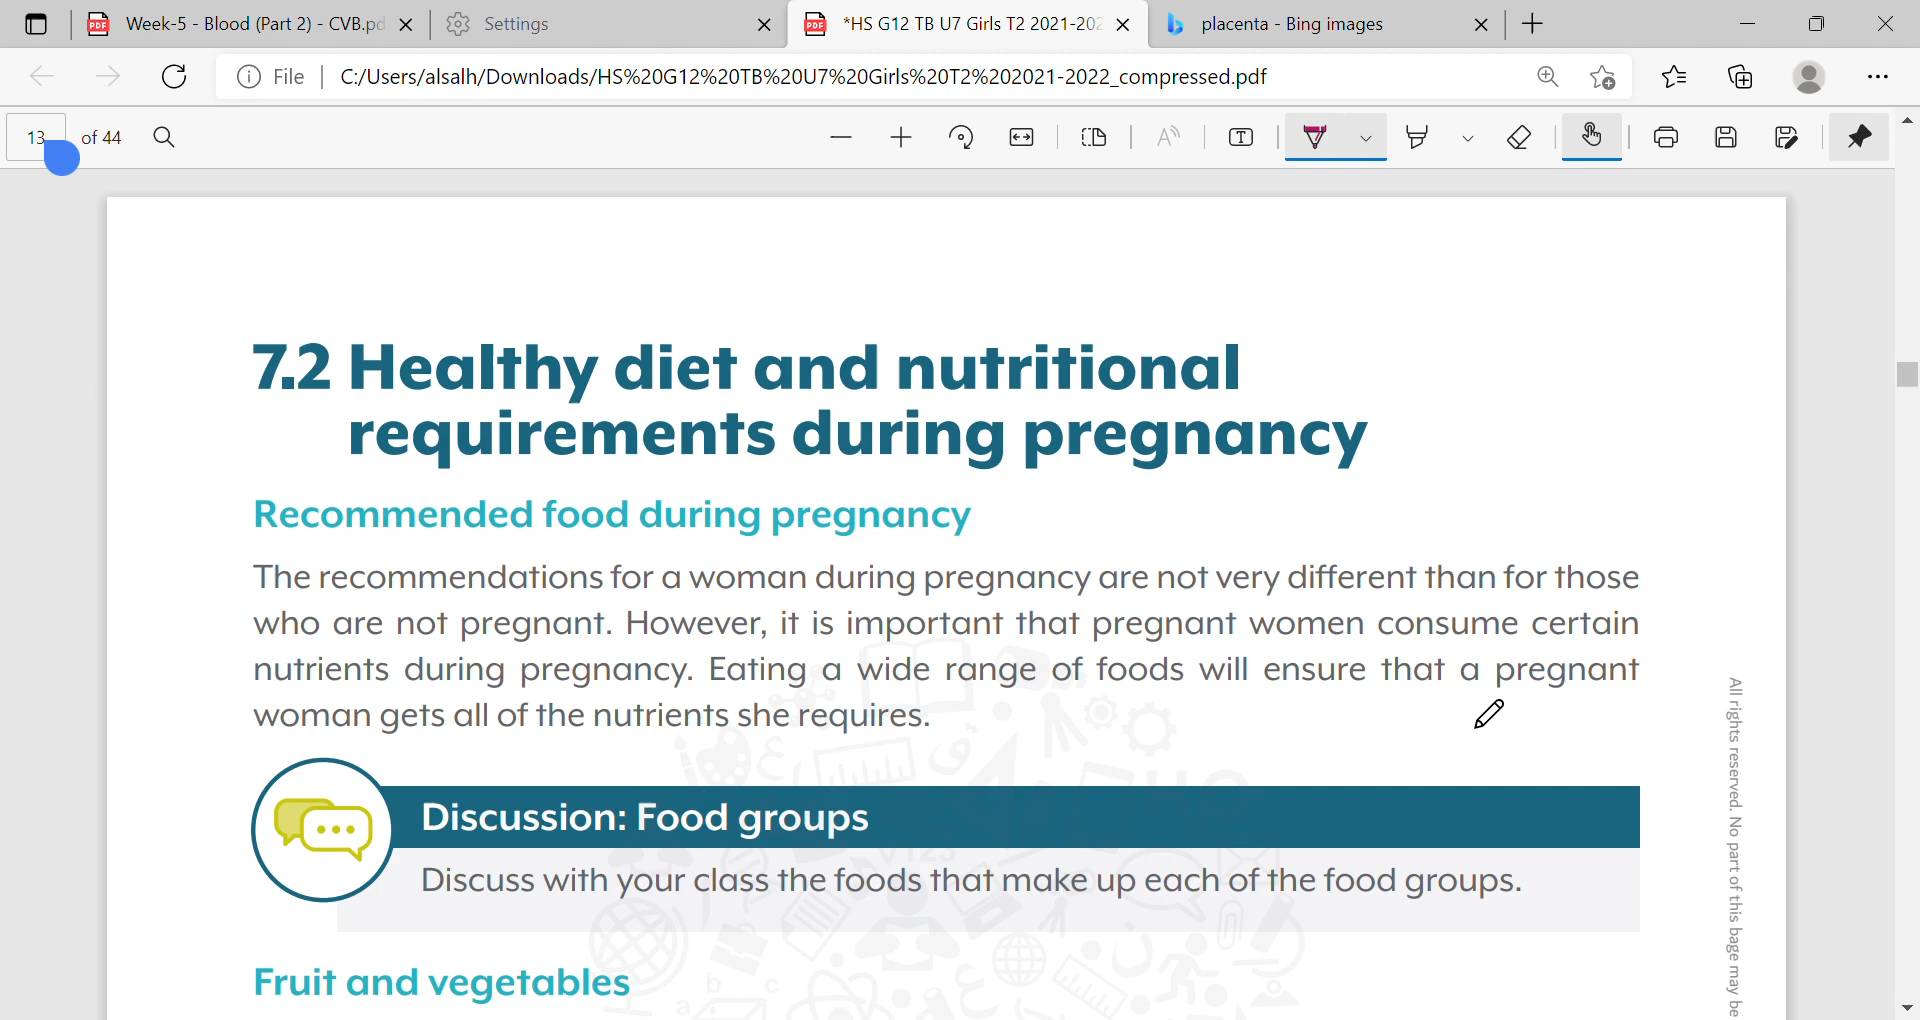 Week-5 - Blood (Part 2) - CVB.pd
Settings
*HS G12 TB U7 Girls T2 2021-202
placenta - Bing images
File
C:/Users/alsalh/Downloads/HS%20G12%20TB%20U7%20Girls%20T2%202021-2022_compressed.pdf
13 of 44
7.2 Healthy diet and nutritional
requirements during pregnancy
Recommended food during pregnancy
The recommendations for a woman during pregnancy are not very different than for those
who are not pregnant. However, it is important that pregnant women consume certain
nutrients during pregnancy. Eating a wide range of foods will ensure that a pregnant
woman gets all of the nutrients she requires.
Discussion: Food groups
Discuss with your class the foods that make up each of the food groups.
Fruit and vegetables
All rights reserved. No part of this bage may be